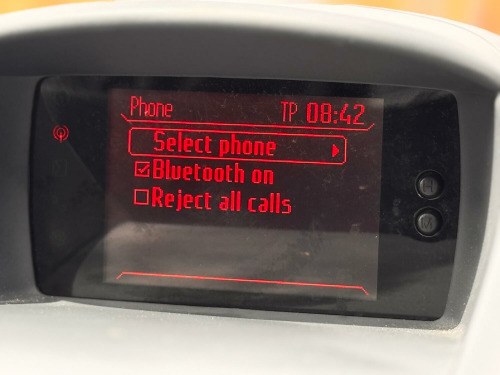 Phone TP 08:42
Select phone
Bluetooth on
Reject all calls
H